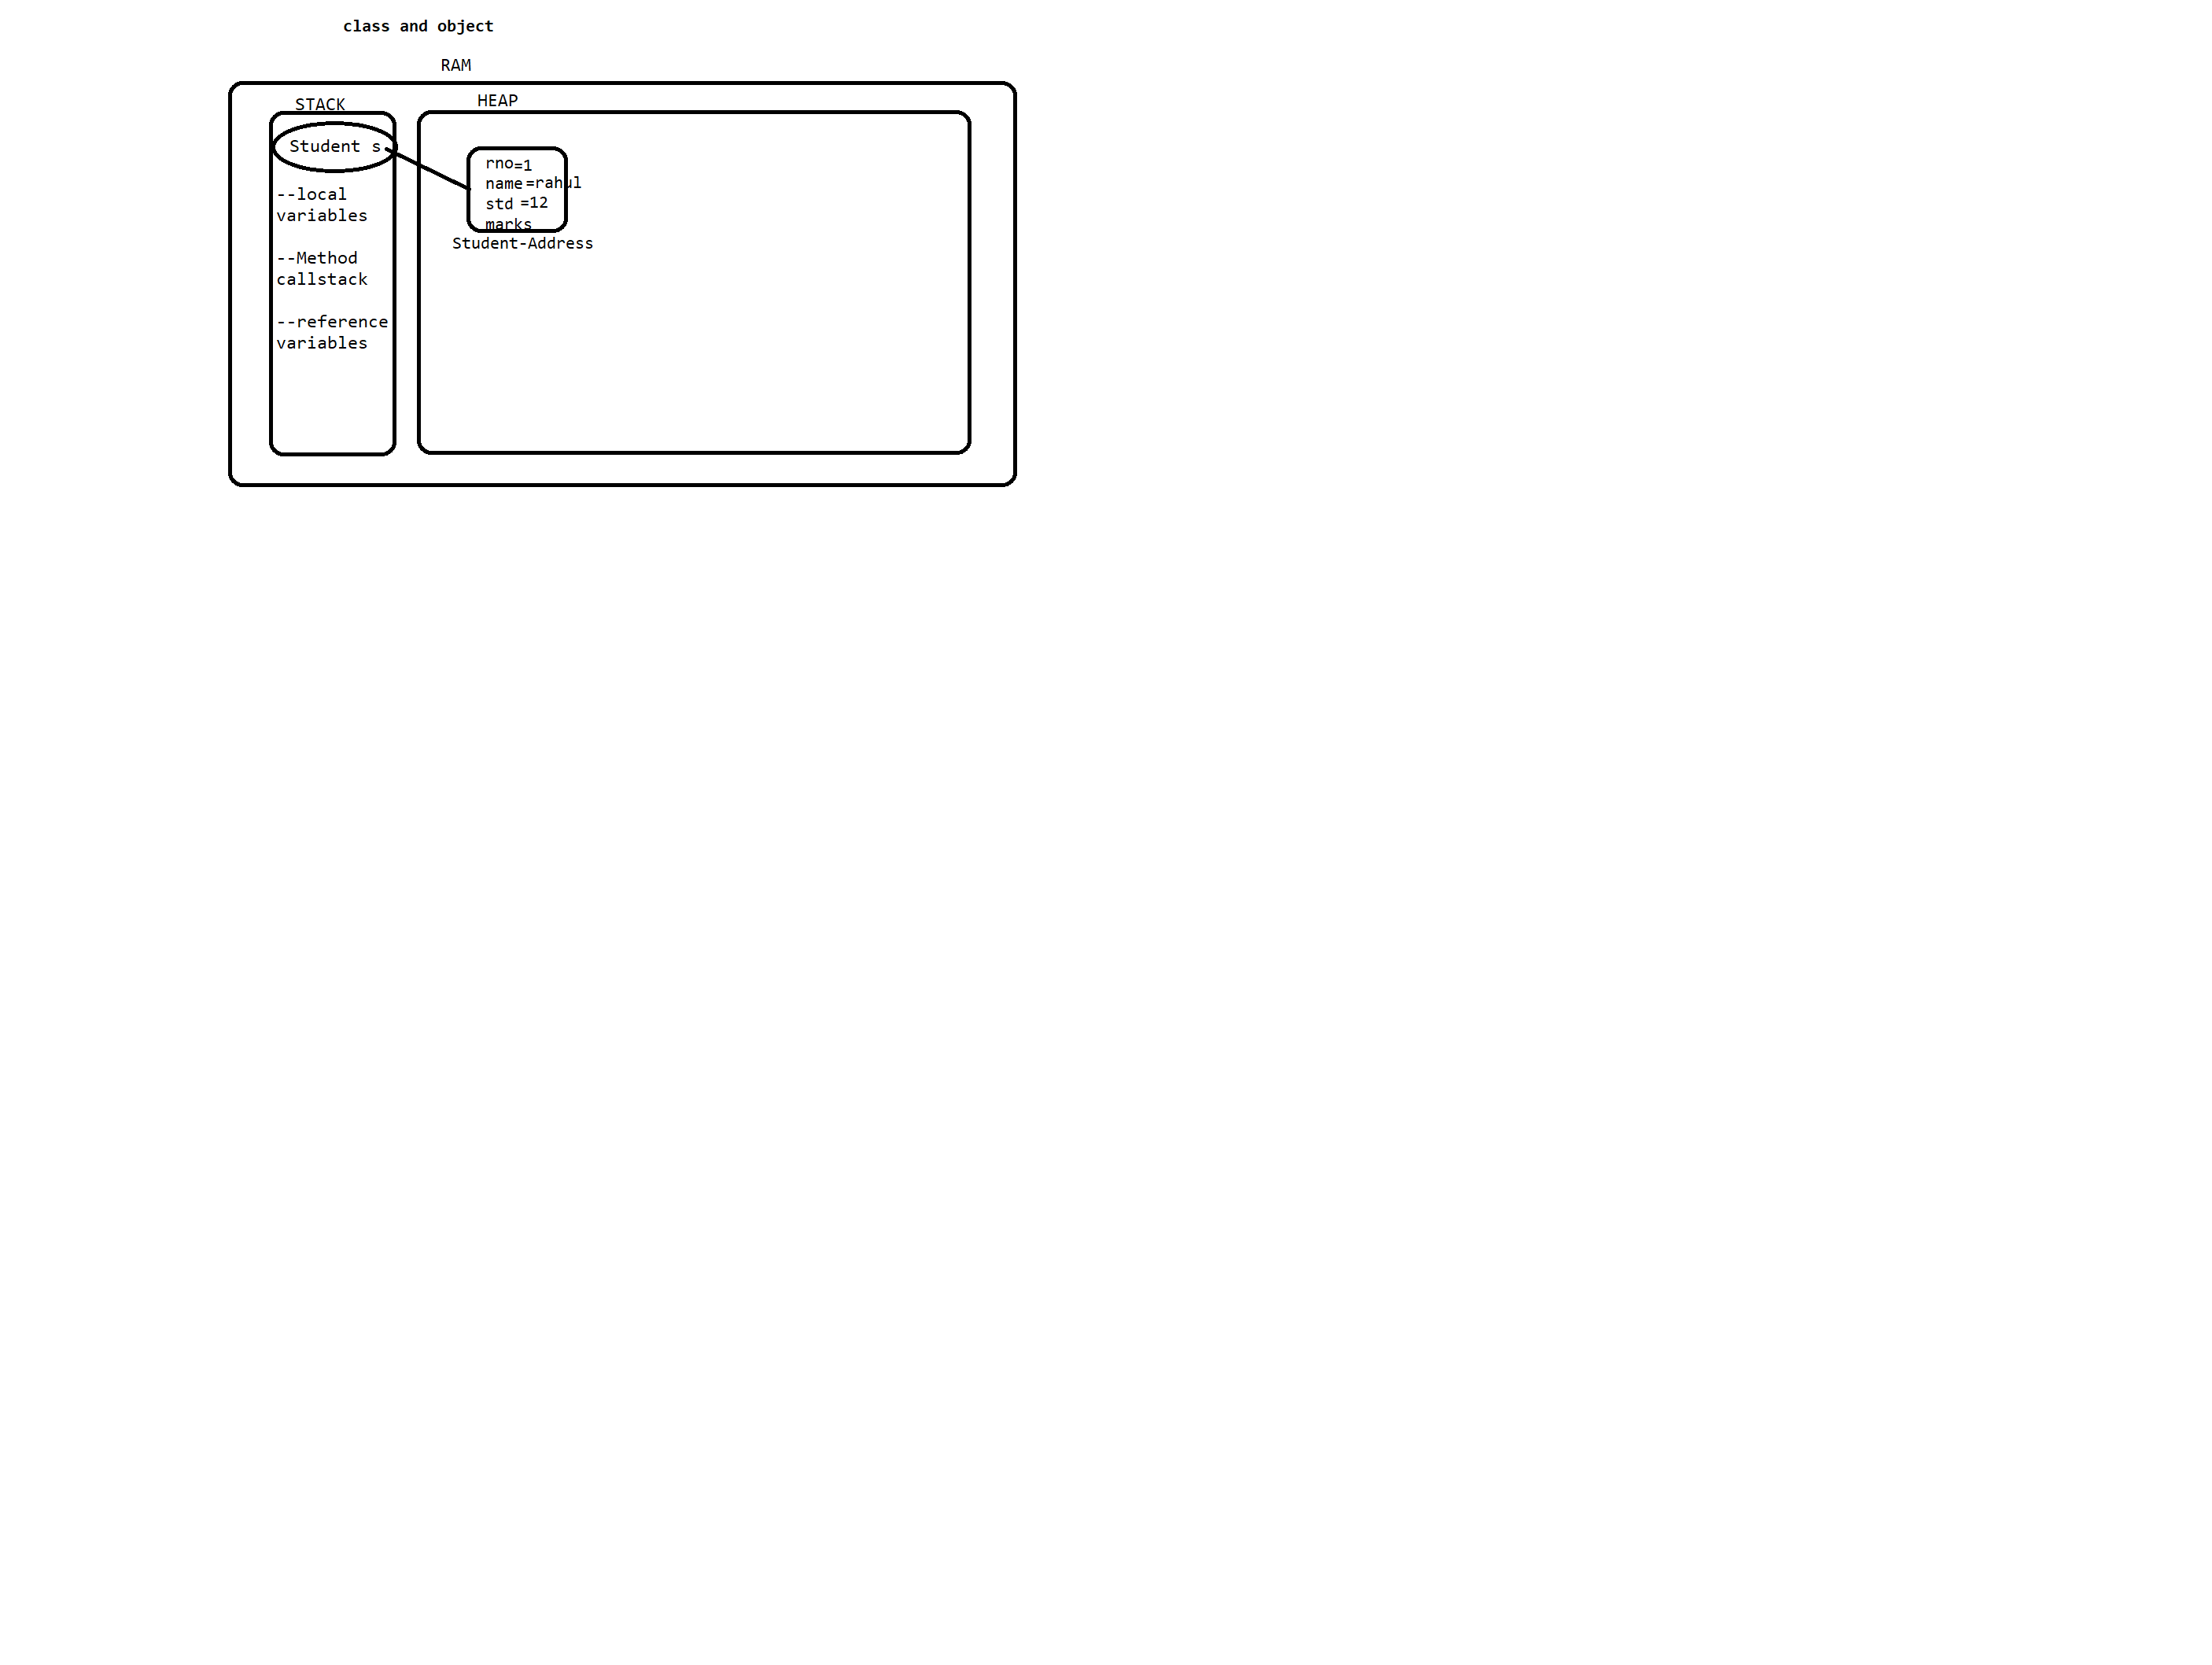 class and object
RAM
STACK
HEAP
Student s
--local
variables
--Method
callstack
--reference
variables
rno=1
name=rahul
std =12
marks
Student-Address